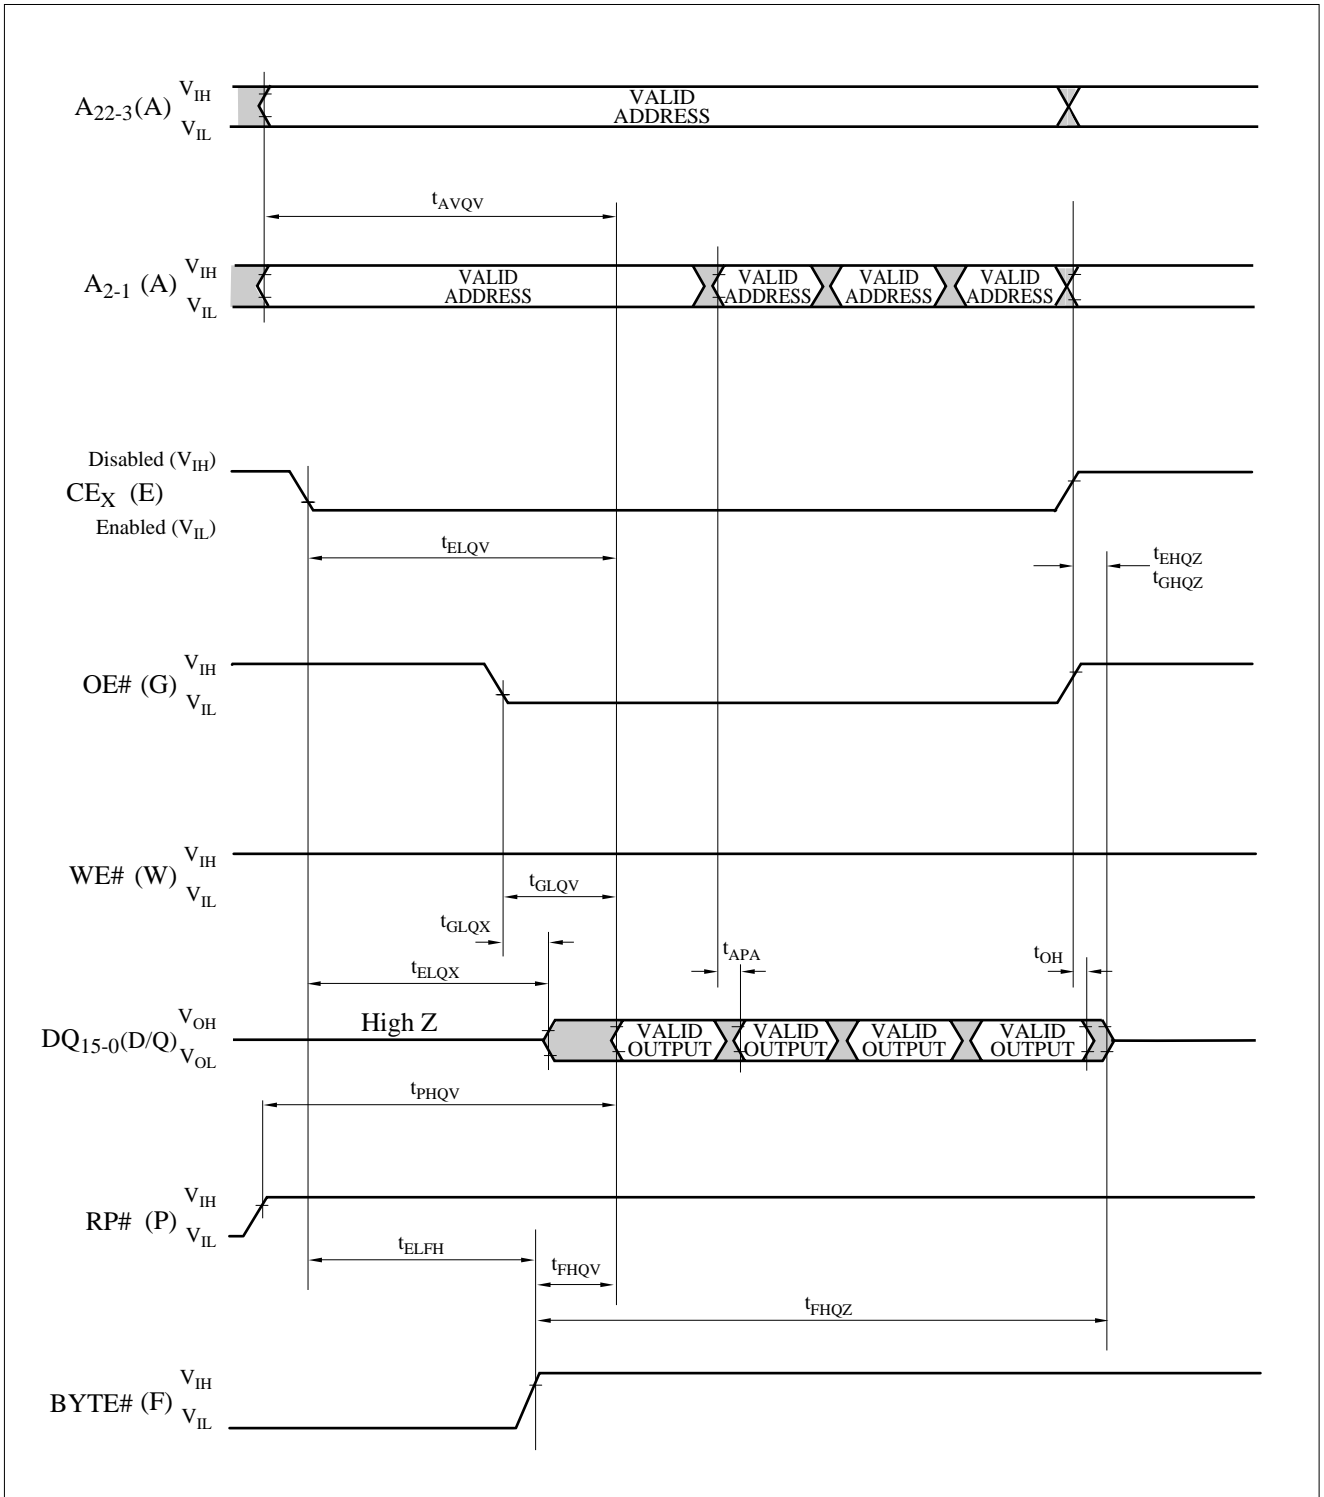 A22-3(A) VIH VIL
VALID
ADDRESS
tAVQV
A2-1 (A) VIH VIL
VALID
ADDRESS
VALID
ADDRESS
VALID
ADDRESS
VALID
ADDRESS
Disabled (VIH)
CEX (E)
Enabled (VIL)
tELQV
tEHQZ
tGHQZ
OE# (G) VIH VIL
WE# (W) VIH VIL
tGLQV
tGLQX
tELQX
tAPA
tOH
DQ15-0(D/Q) VOH VOL
High Z
VALID
OUTPUT
VALID
OUTPUT
VALID
OUTPUT
VALID
OUTPUT
tPHQV
RP# (P) VIH VIL
tELFH
tFHQV
tFHQZ
BYTE# (F) VIH VIL